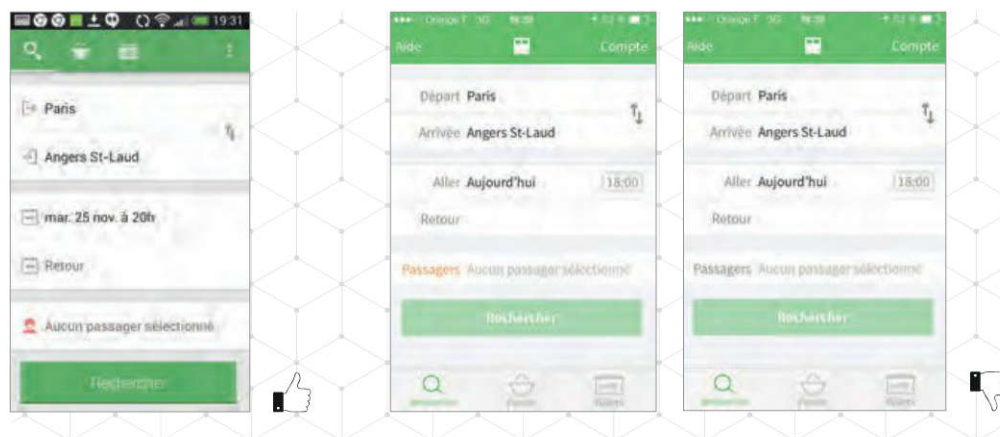 19:31
Paris
Angers St-Laud
mar. 25 nov. à 20h
Retour
Aucun passager sélectionné
Rechercher
Aide
Compte
Départ Paris
Arrivée Angers St-Laud
Aller Aujourd'hui 18:00
Retour
Passagers Aucun passager sélectionné
Rechercher
Aide
Compte
Départ Paris
Arrivée Angers St-Laud
Aller Aujourd'hui 18:00
Retour
Passagers Aucun passager sélectionné
Rechercher